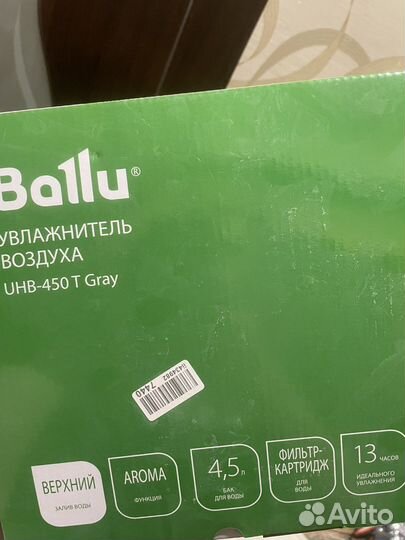 Ballu®
УВЛАЖНИТЕЛЬ
ВОЗДУХА
UHB-450 T Gray
7440
ВЕРХНИЙ
ЗАЛИВ ВОДЫ
AROMA
ФУНКЦИЯ
4,5 л
БАК
ДЛЯ ВОДЫ
ФИЛЬТР-
КАРТРИДЖ
ДЛЯ
ВОДЫ
13 ЧАСОВ
ИДЕАЛЬНОГО
УВЛАЖНЕНИЯ
Avito